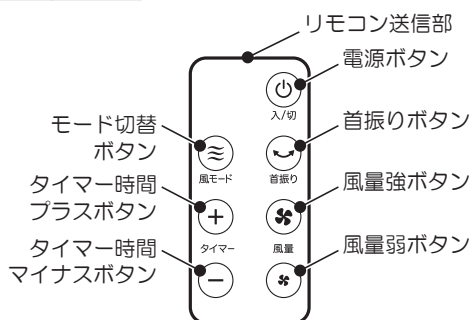 リモコン送信部
電源ボタン
入/切
モード切替
ボタン
首振りボタン
風モード
首振り
タイマー時間
プラスボタン
風量強ボタン
タイマー
風量
タイマー時間
マイナスボタン
風量弱ボタン